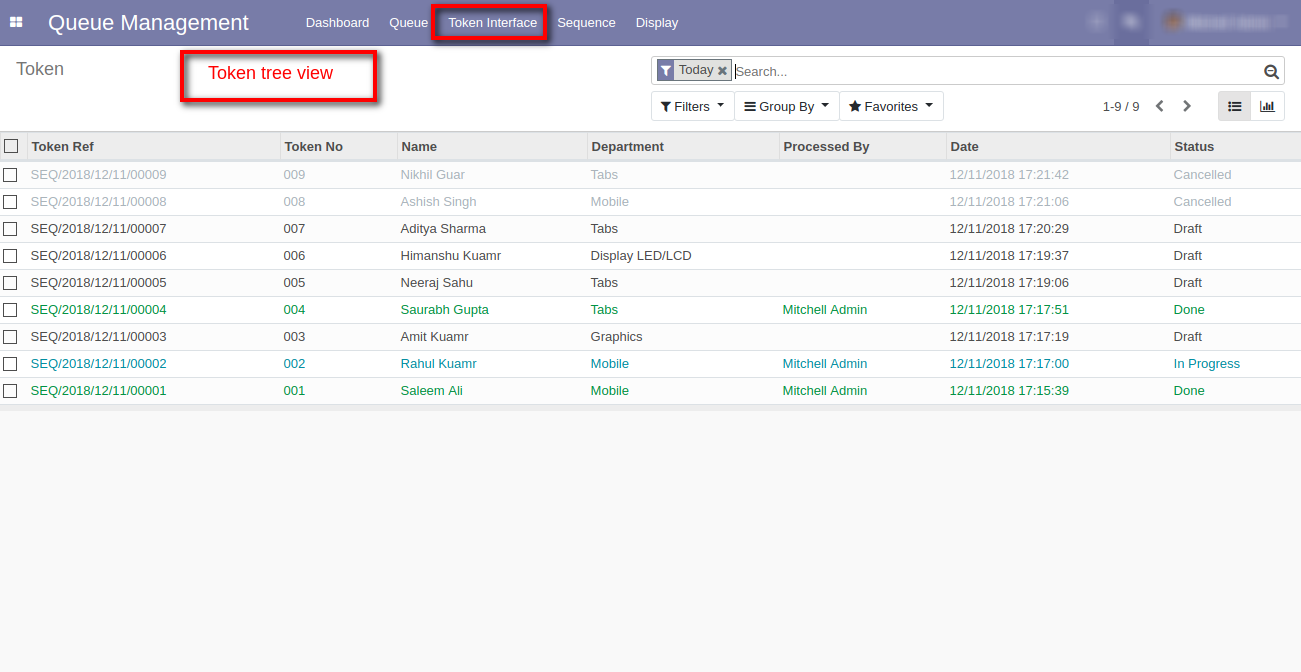 Queue Management Dashboard Queue Token Interface Sequence Display
Token Token tree view Today Search...
Filters Group By Favorites 1-9 / 9
Token Ref Token No Name Department Processed By Date Status
SEQ/2018/12/11/00009 009 Nikhil Guar Tabs 12/11/2018 17:21:42 Cancelled
SEQ/2018/12/11/00008 008 Ashish Singh Mobile 12/11/2018 17:21:06 Cancelled
SEQ/2018/12/11/00007 007 Aditya Sharma Tabs 12/11/2018 17:20:29 Draft
SEQ/2018/12/11/00006 006 Himanshu Kuamr Display LED/LCD 12/11/2018 17:19:37 Draft
SEQ/2018/12/11/00005 005 Neeraj Sahu Tabs 12/11/2018 17:19:06 Draft
SEQ/2018/12/11/00004 004 Saurabh Gupta Tabs Mitchell Admin 12/11/2018 17:17:51 Done
SEQ/2018/12/11/00003 003 Amit Kuamr Graphics 12/11/2018 17:17:19 Draft
SEQ/2018/12/11/00002 002 Rahul Kuamr Mobile Mitchell Admin 12/11/2018 17:17:00 In Progress
SEQ/2018/12/11/00001 001 Saleem Ali Mobile Mitchell Admin 12/11/2018 17:15:39 Done